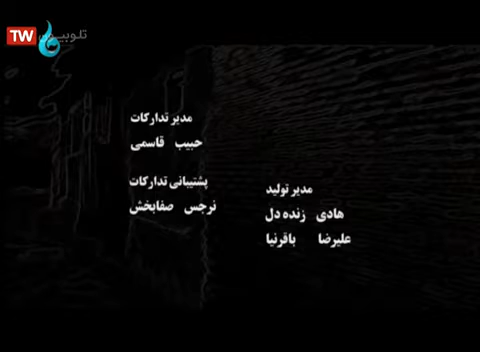 TW تلوبیون
مدیر تولید
هادی زنده دل
علیرضا باقرنیا
مدیر تدارکات
حبیب قاسمی
پشتیبانی تدارکات
نرجس صفابخش